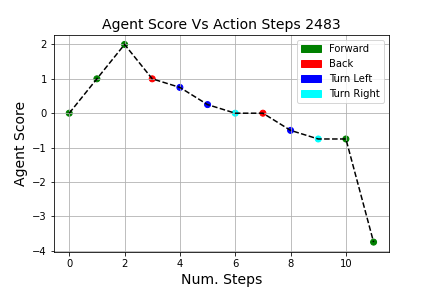 Agent Score Vs Action Steps 2483
Agent Score
2
1
0
−1
−2
−3
−4
Forward
Back
Turn Left
Turn Right
0 2 4 6 8 10
Num. Steps